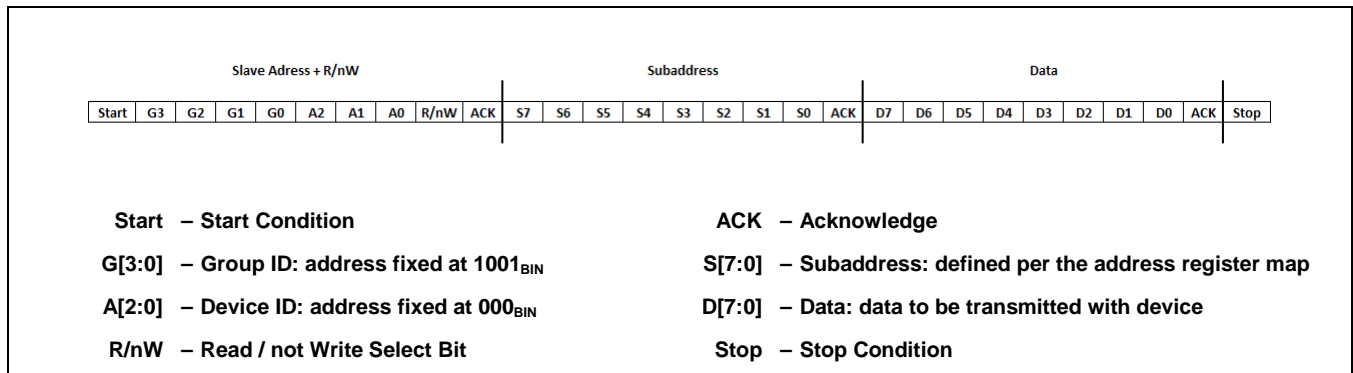 Slave Adress + R/nW Subaddress Data
Start G3 G2 G1 G0 A2 A1 A0 R/nW ACK S7 S6 S5 S4 S3 S2 S1 S0 ACK D7 D6 D5 D4 D3 D2 D1 D0 ACK Stop
Start – Start Condition
G[3:0] – Group ID: address fixed at 1001BIN
A[2:0] – Device ID: address fixed at 000BIN
R/nW – Read / not Write Select Bit
ACK – Acknowledge
S[7:0] – Subaddress: defined per the address register map
D[7:0] – Data: data to be transmitted with device
Stop – Stop Condition